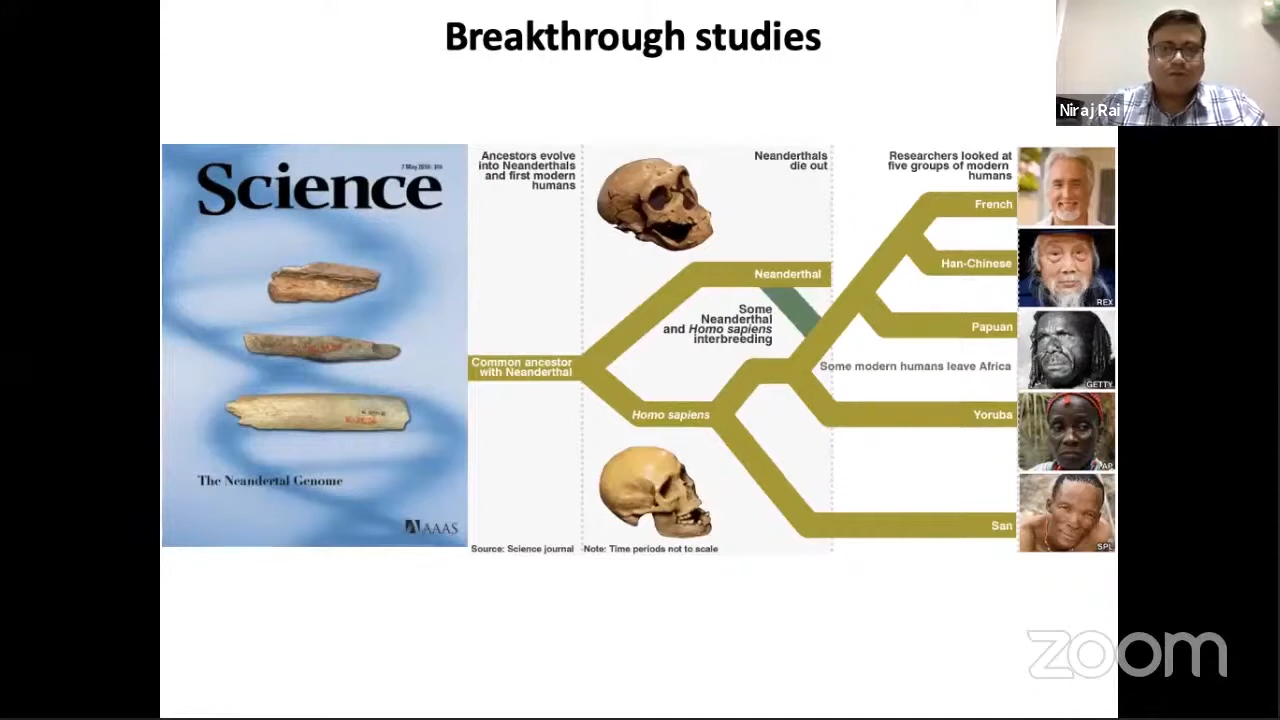 Breakthrough studies
Niraj Rai
7 May 2010
Science
The Neandertal Genome
AAAS
Ancestors evolve
into Neanderthals
and first modern
humans
Neanderthals
die out
Researchers looked at
five groups of modern
humans
French
Han-Chinese
REX
Neanderthal
Some
Neanderthal
and Homo sapiens
interbreeding
Papuan
Common ancestor
with Neanderthal
Some modern humans leave Africa
GETTY
Homo sapiens
Yoruba
AP
San
SPL
Source: Science journal
Note: Time periods not to scale
zoom